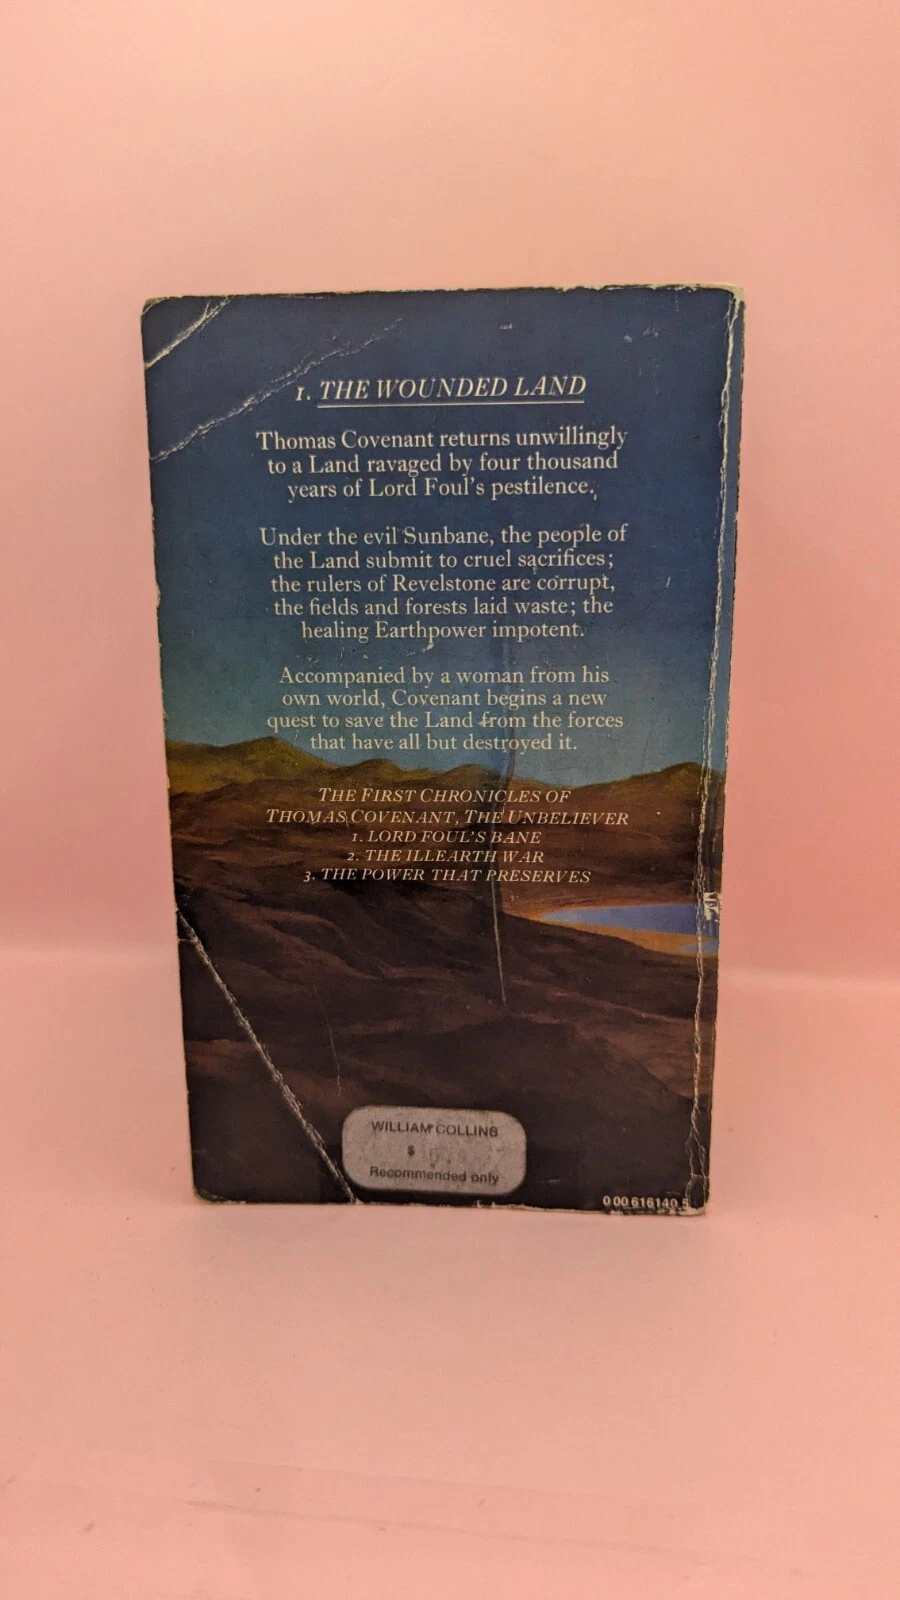 1. THE WOUNDED LAND
Thomas Covenant returns unwillingly
to a Land ravaged by four thousand
years of Lord Foul's pestilence.
Under the evil Sunbane, the people of
the Land submit to cruel sacrifices;
the rulers of Revelstone are corrupt,
the fields and forests laid waste; the
healing Earthpower impotent.
Accompanied by a woman from his
own world, Covenant begins a new
quest to save the Land from the forces
that have all but destroyed it.
THE FIRST CHRONICLES OF
THOMAS COVENANT, THE UNBELIEVER
1. LORD FOUL'S BANE
2. THE ILLEARTH WAR
3. THE POWER THAT PRESERVES
WILLIAM COLLINS
$
Recommended only
0 00 616140 5